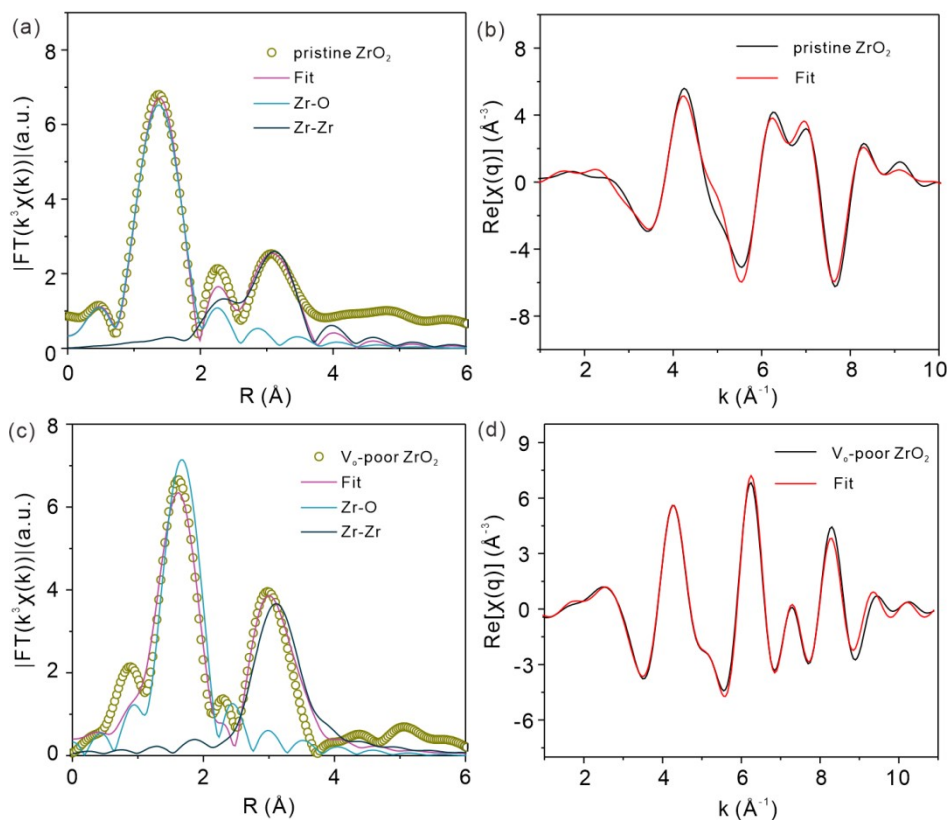 (a)
8
6
4
2
0
|FT(k³χ(k))|(a.u.)
pristine ZrO₂
Fit
Zr-O
Zr-Zr
0 2 4 6
R (Å)
(b)
8
4
0
-4
-8
Re[χ(q)] (Å⁻³)
pristine ZrO₂
Fit
2 4 6 8 10
k (Å⁻¹)
(c)
8
6
4
2
0
|FT(k³χ(k))|(a.u.)
Vₒ-poor ZrO₂
Fit
Zr-O
Zr-Zr
0 2 4 6
R (Å)
(d)
9
6
3
0
-3
-6
Re[χ(q)] (Å⁻³)
Vₒ-poor ZrO₂
Fit
2 4 6 8 10
k (Å⁻¹)